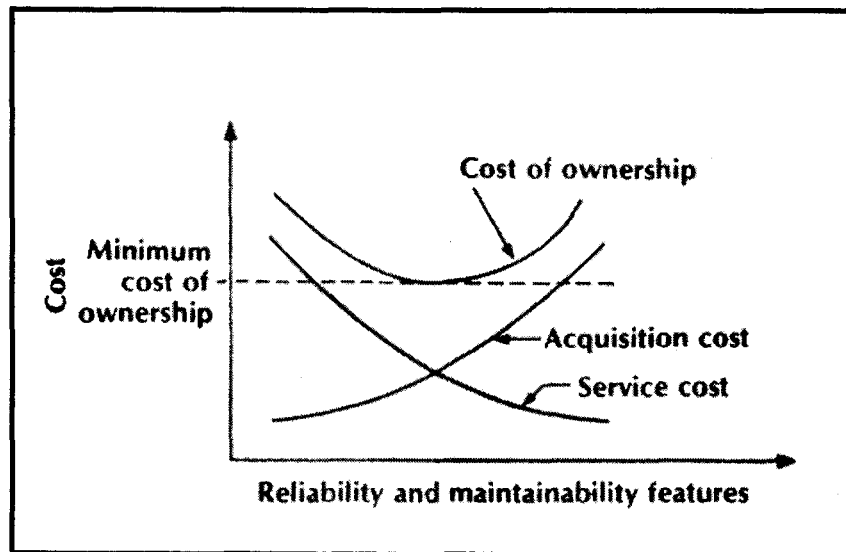 Cost of ownership
Minimum
cost of
ownership
Cost
Acquisition cost
Service cost
Reliability and maintainability features